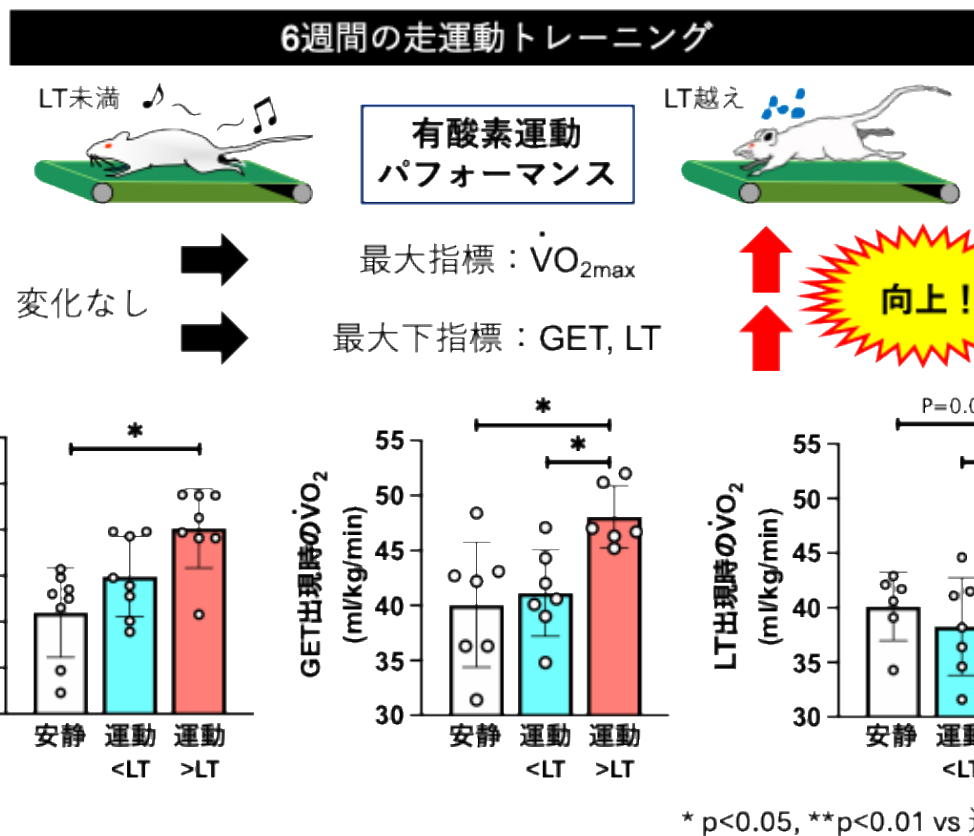 6週間の走運動トレーニング
LT未満
LT越え
有酸素運動
パフォーマンス
最大指標：V̇O₂max
変化なし
向上！
最大下指標：GET, LT
*
安静 運動 運動
<LT >LT
*
*
GET出現時のV̇O₂
(ml/kg/min)
55
50
45
40
35
30
安静 運動 運動
<LT >LT
P=0.0
LT出現時のV̇O₂
(ml/kg/min)
55
50
45
40
35
30
安静 運動
<LT
* p<0.05, **p<0.01 vs